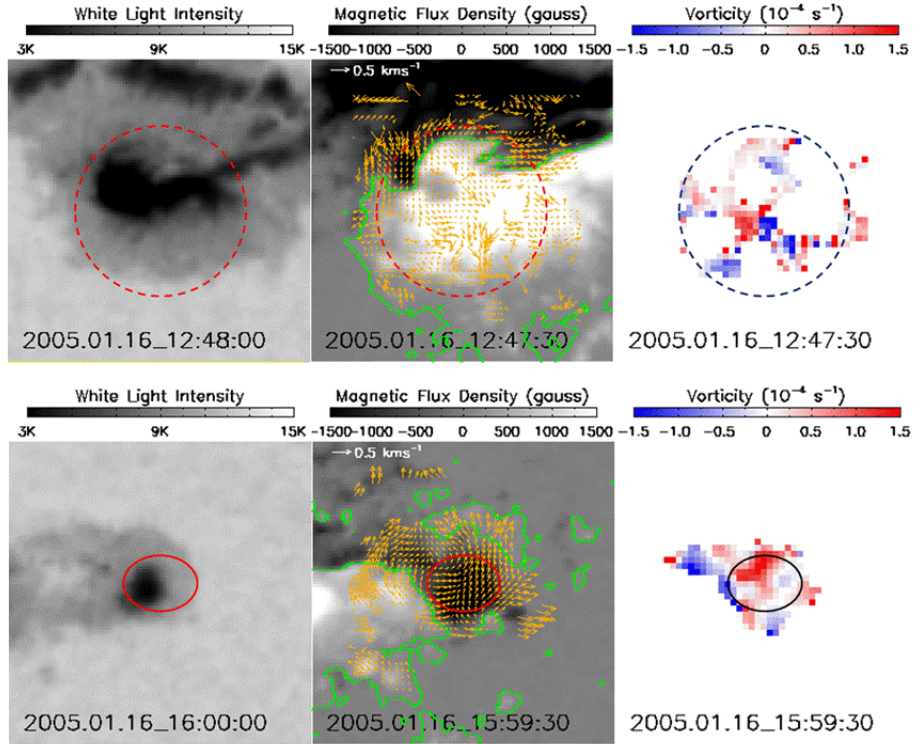 White Light Intensity
3K 9K 15K
Magnetic Flux Density (gauss)
-1500 -1000 -500 0 500 1000 1500
Vorticity (10⁻⁴ s⁻¹)
-1.5 -1.0 -0.5 0 0.5 1.0 1.5
→ 0.5 kms⁻¹
2005.01.16_12:48:00
2005.01.16_12:47:30
2005.01.16_12:47:30
White Light Intensity
3K 9K 15K
Magnetic Flux Density (gauss)
-1500 -1000 -500 0 500 1000 1500
Vorticity (10⁻⁴ s⁻¹)
-1.5 -1.0 -0.5 0 0.5 1.0 1.5
→ 0.5 kms⁻¹
2005.01.16_16:00:00
2005.01.16_15:59:30
2005.01.16_15:59:30